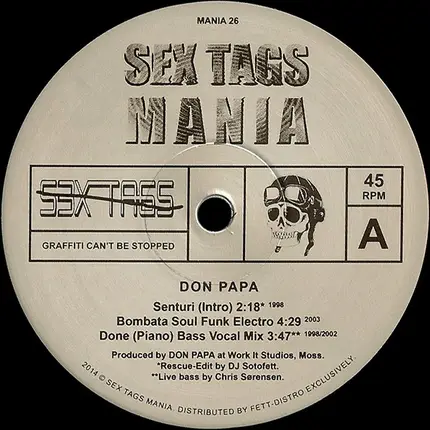 MANIA 26
SEX TAGS
MANIA
S3X TAGS
GRAFFITI CAN'T BE STOPPED
45
RPM
A
DON PAPA
Senturi (Intro) 2:18* 1998
Bombata Soul Funk Electro 4:29 2003
Done (Piano) Bass Vocal Mix 3:47** 1998/2002
Produced by DON PAPA at Work It Studios, Moss.
*Rescue-Edit by DJ Sotofett.
**Live bass by Chris Sørensen.
2014 © SEX TAGS MANIA. DISTRIBUTED BY FETT-DISTRO EXCLUSIVELY.